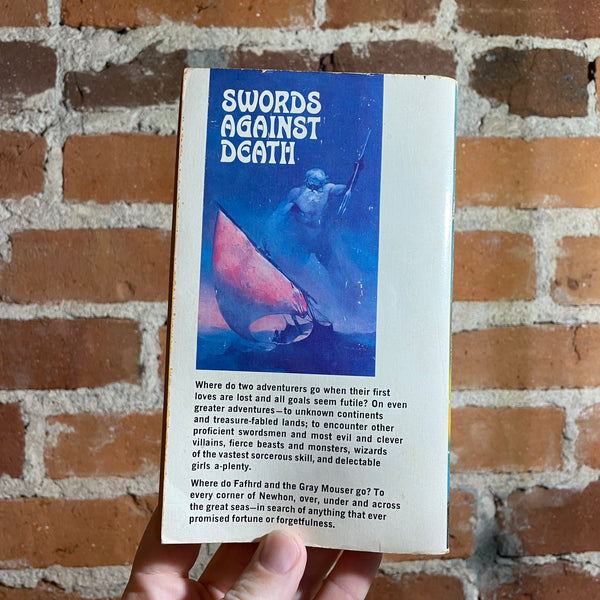 SWORDS
AGAINST
DEATH
Where do two adventurers go when their first
loves are lost and all goals seem futile? On even
greater adventures—to unknown continents
and treasure-fabled lands; to encounter other
proficient swordsmen and most evil and clever
villains, fierce beasts and monsters, wizards
of the vastest sorcerous skill, and delectable
girls a-plenty.
Where do Fafhrd and the Gray Mouser go? To
every corner of Newhon, over, under and across
the great seas—in search of anything that ever
promised fortune or forgetfulness.